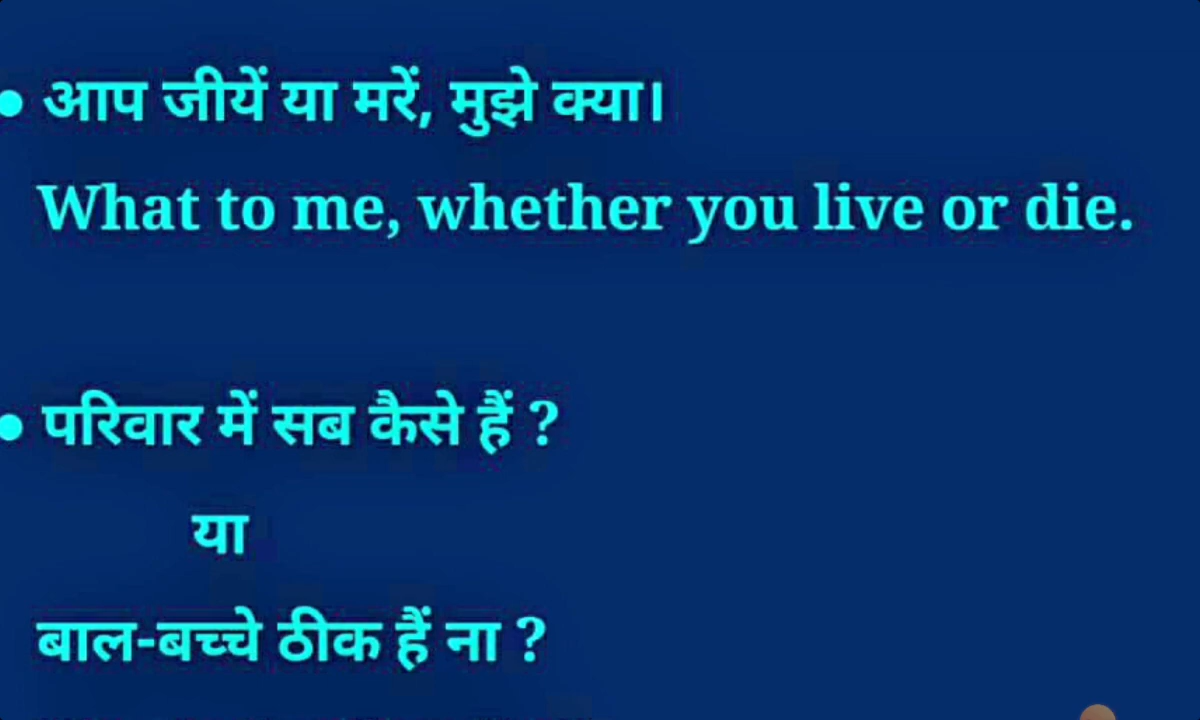 • आप जीयें या मरें, मुझे क्या।
What to me, whether you live or die.
• परिवार में सब कैसे हैं ?
या
बाल-बच्चे ठीक हैं ना ?